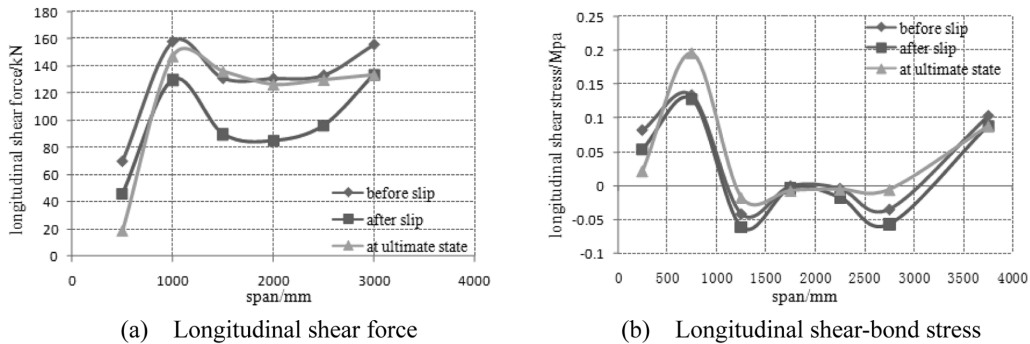 180
160
140
120
100
80
60
40
20
0
longitudinal shear force/kN
before slip
after slip
at ultimate state
0 1000 2000 3000 4000
span/mm
(a) Longitudinal shear force
0.25
0.2
0.15
0.1
0.05
0
-0.05
-0.1
longitudinal shear stress/Mpa
before slip
after slip
at ultimate state
0 500 1000 1500 2000 2500 3000 3500 4000
span/mm
(b) Longitudinal shear-bond stress